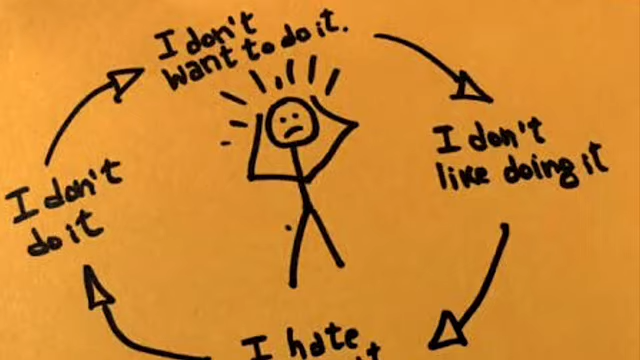 I don't
want to do it.
I don't
like doing it
I hate
I don't
do it